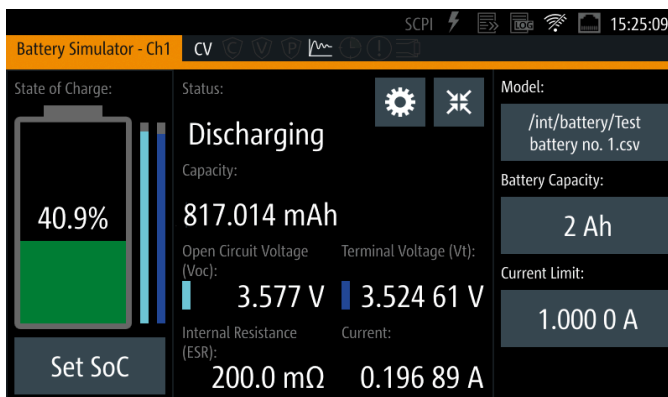 SCPI LOG 15:25:09
Battery Simulator - Ch1 CV C V P
State of Charge:
40.9%
Set SoC
Status:
Discharging
Capacity:
817.014 mAh
Open Circuit Voltage
(Voc):
3.577 V
Terminal Voltage (Vt):
3.524 61 V
Internal Resistance
(ESR):
200.0 mΩ
Current:
0.196 89 A
Model:
/int/battery/Test
battery no. 1.csv
Battery Capacity:
2 Ah
Current Limit:
1.000 0 A